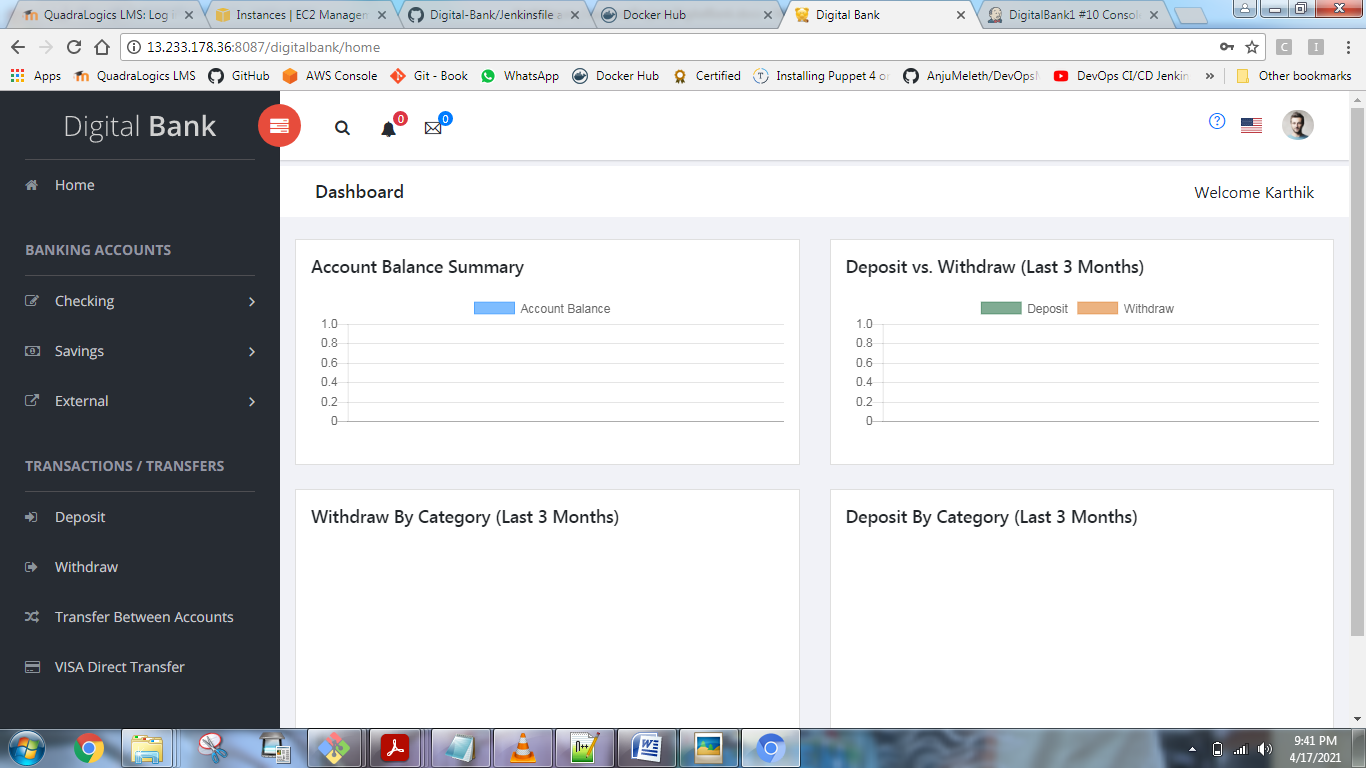 QuadraLogics LMS: Log
Instances | EC2 Managem
Digital-Bank/Jenkinsfile a
Docker Hub
Digital Bank
DigitalBank1 #10 Consol
13.233.178.36:8087/digitalbank/home
Apps
QuadraLogics LMS
GitHub
AWS Console
Git - Book
WhatsApp
Docker Hub
Certified
Installing Puppet 4 o
AnjuMeleth/DevOps
DevOps CI/CD Jenkin
»
Other bookmarks
Digital Bank
0
0
Home
Dashboard
Welcome Karthik
BANKING ACCOUNTS
Checking
Savings
External
TRANSACTIONS / TRANSFERS
Deposit
Withdraw
Transfer Between Accounts
VISA Direct Transfer
Account Balance Summary
Account Balance
1.0
0.8
0.6
0.4
0.2
0
Deposit vs. Withdraw (Last 3 Months)
Deposit Withdraw
1.0
0.8
0.6
0.4
0.2
0
Withdraw By Category (Last 3 Months)
Deposit By Category (Last 3 Months)
9:41 PM
4/17/2021